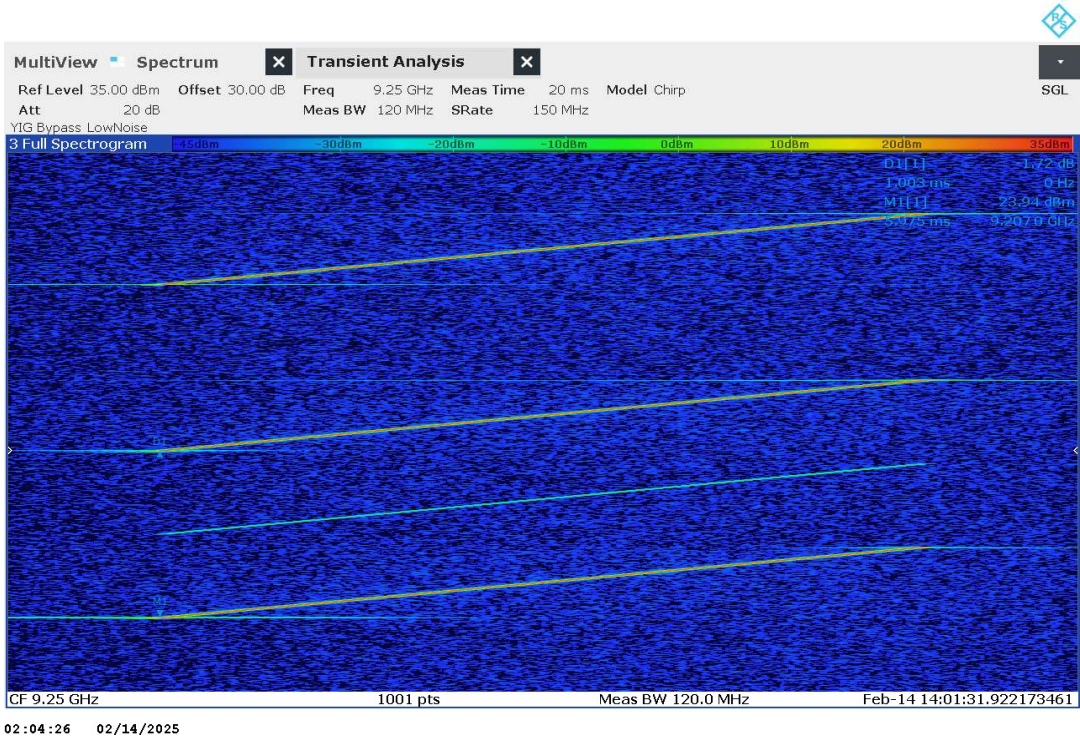 R&S
MultiView Spectrum X Transient Analysis X
Ref Level 35.00 dBm Offset 30.00 dB Freq 9.25 GHz Meas Time 20 ms Model Chirp SGL
Att 20 dB Meas BW 120 MHz SRate 150 MHz
YIG Bypass LowNoise
3 Full Spectrogram -45dBm -30dBm -20dBm -10dBm 0dBm 10dBm 20dBm 35dBm
D1[1] -1.72 dB
1.003 ms 0 Hz
M1[1] 23.94 dBm
5.975 ms 9.2070 GHz
D1
M1
CF 9.25 GHz 1001 pts Meas BW 120.0 MHz Feb-14 14:01:31.922173461
02:04:26 02/14/2025